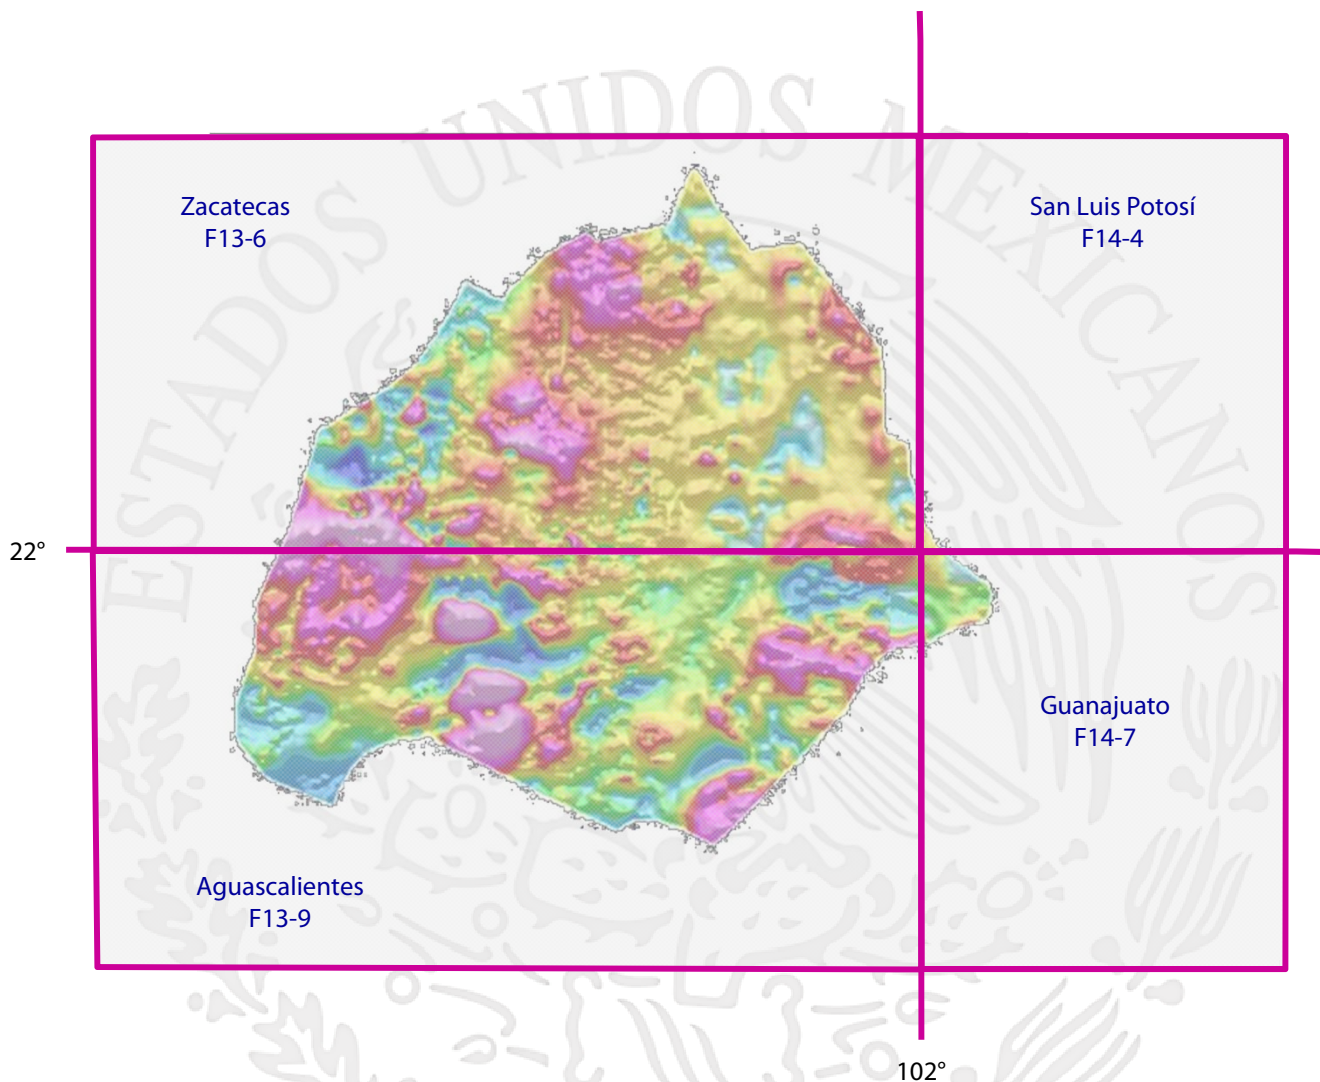 ESTADOS UNIDOS MEXICANOS
Zacatecas
F13-6
San Luis Potosí
F14-4
22°
Guanajuato
F14-7
Aguascalientes
F13-9
102°